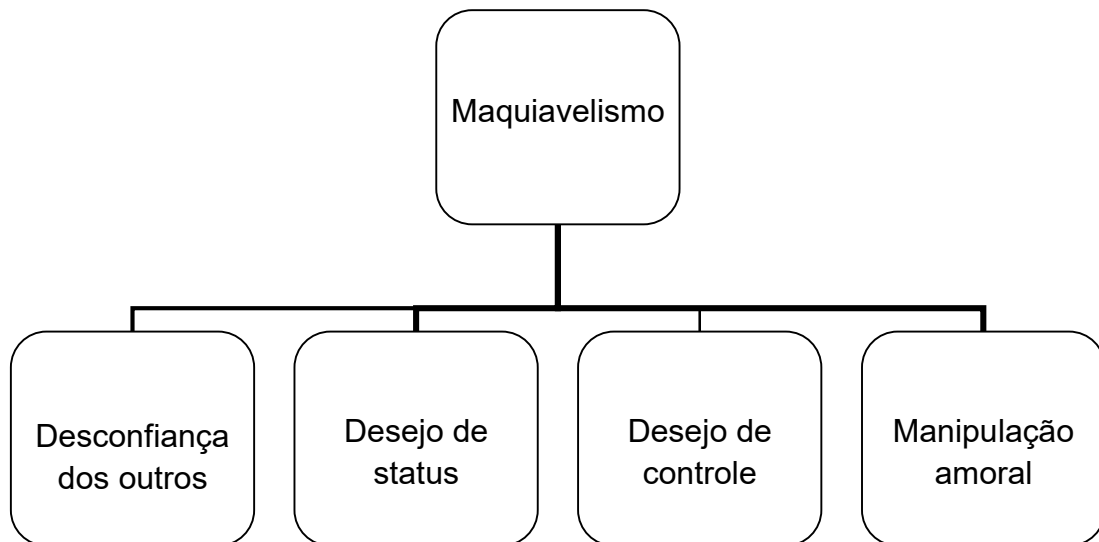 Maquiavelismo
Desconfiança
dos outros
Desejo de
status
Desejo de
controle
Manipulação
amoral